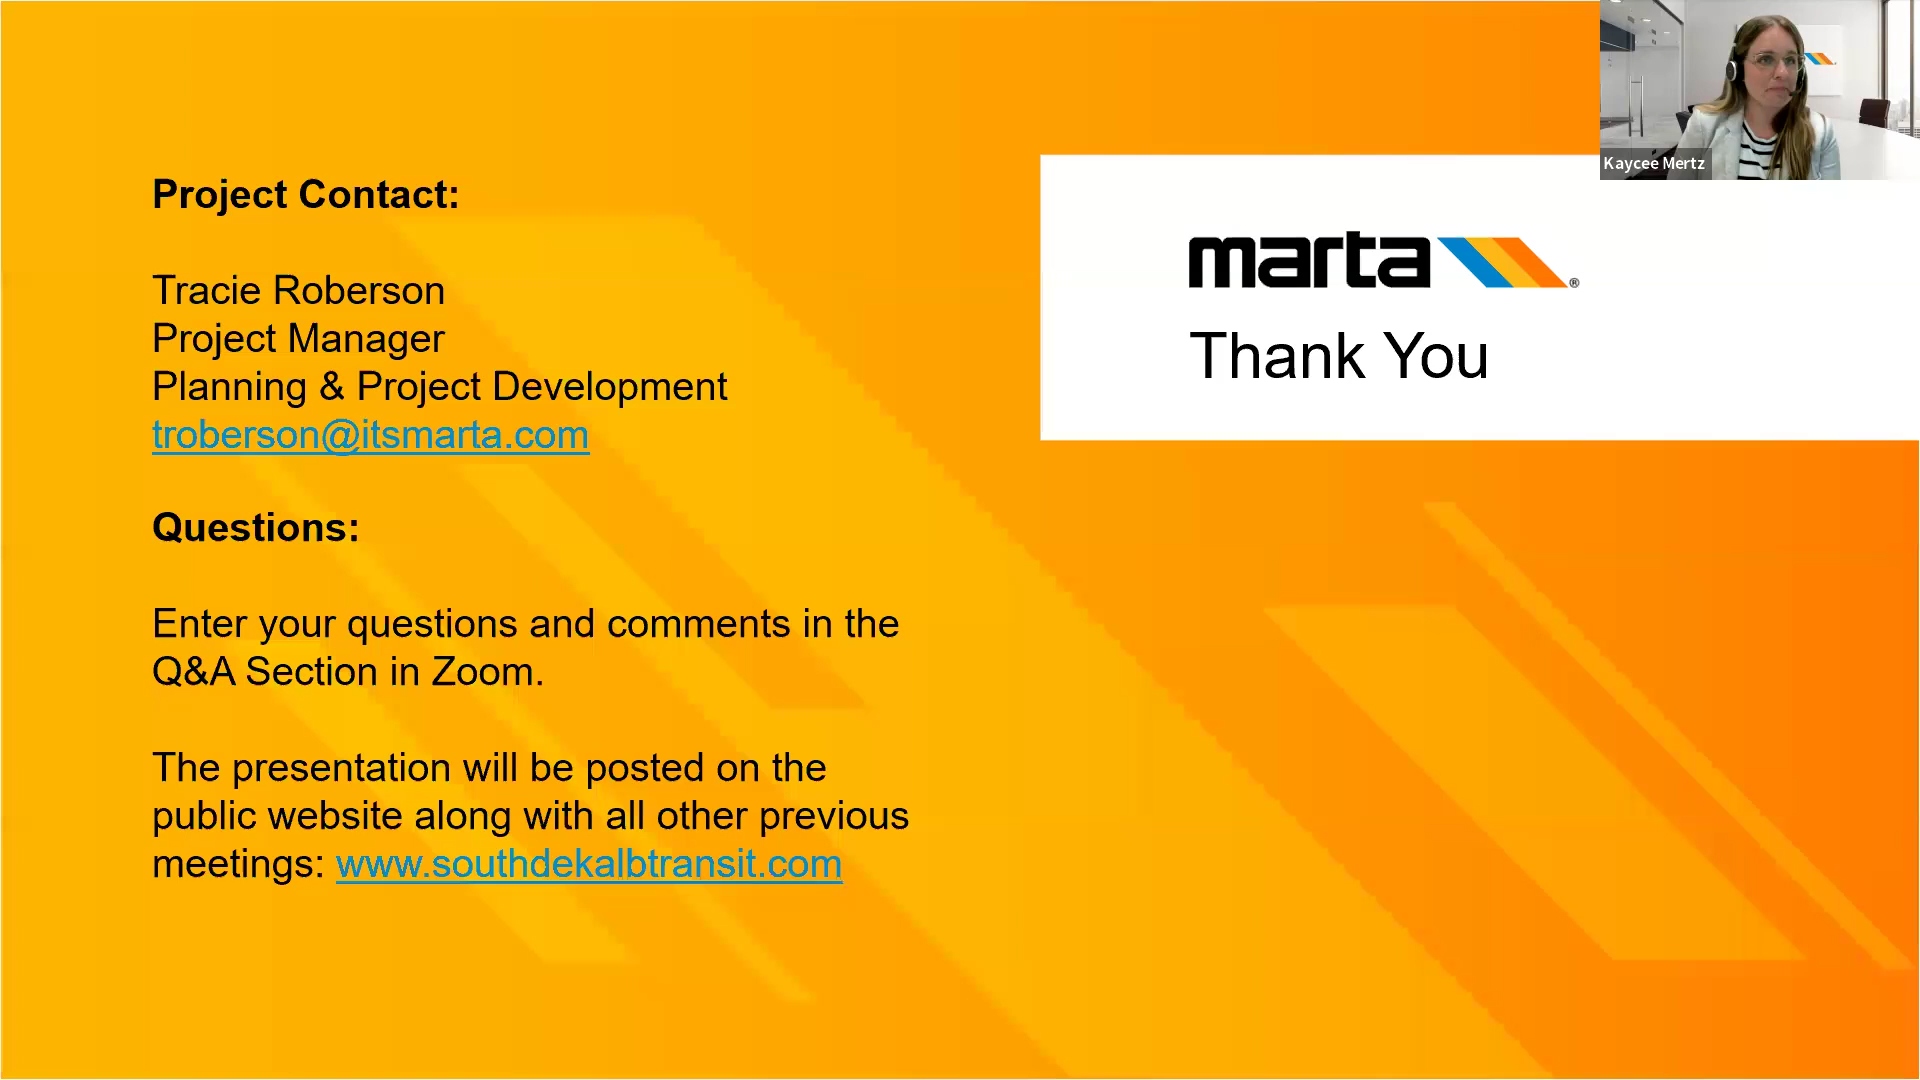 Project Contact:
Tracie Roberson
Project Manager
Planning & Project Development
troberson@itsmarta.com
Questions:
Enter your questions and comments in the
Q&A Section in Zoom.
The presentation will be posted on the
public website along with all other previous
meetings: www.southdekalbtransit.com
marta®
Thank You
Kaycee Mertz